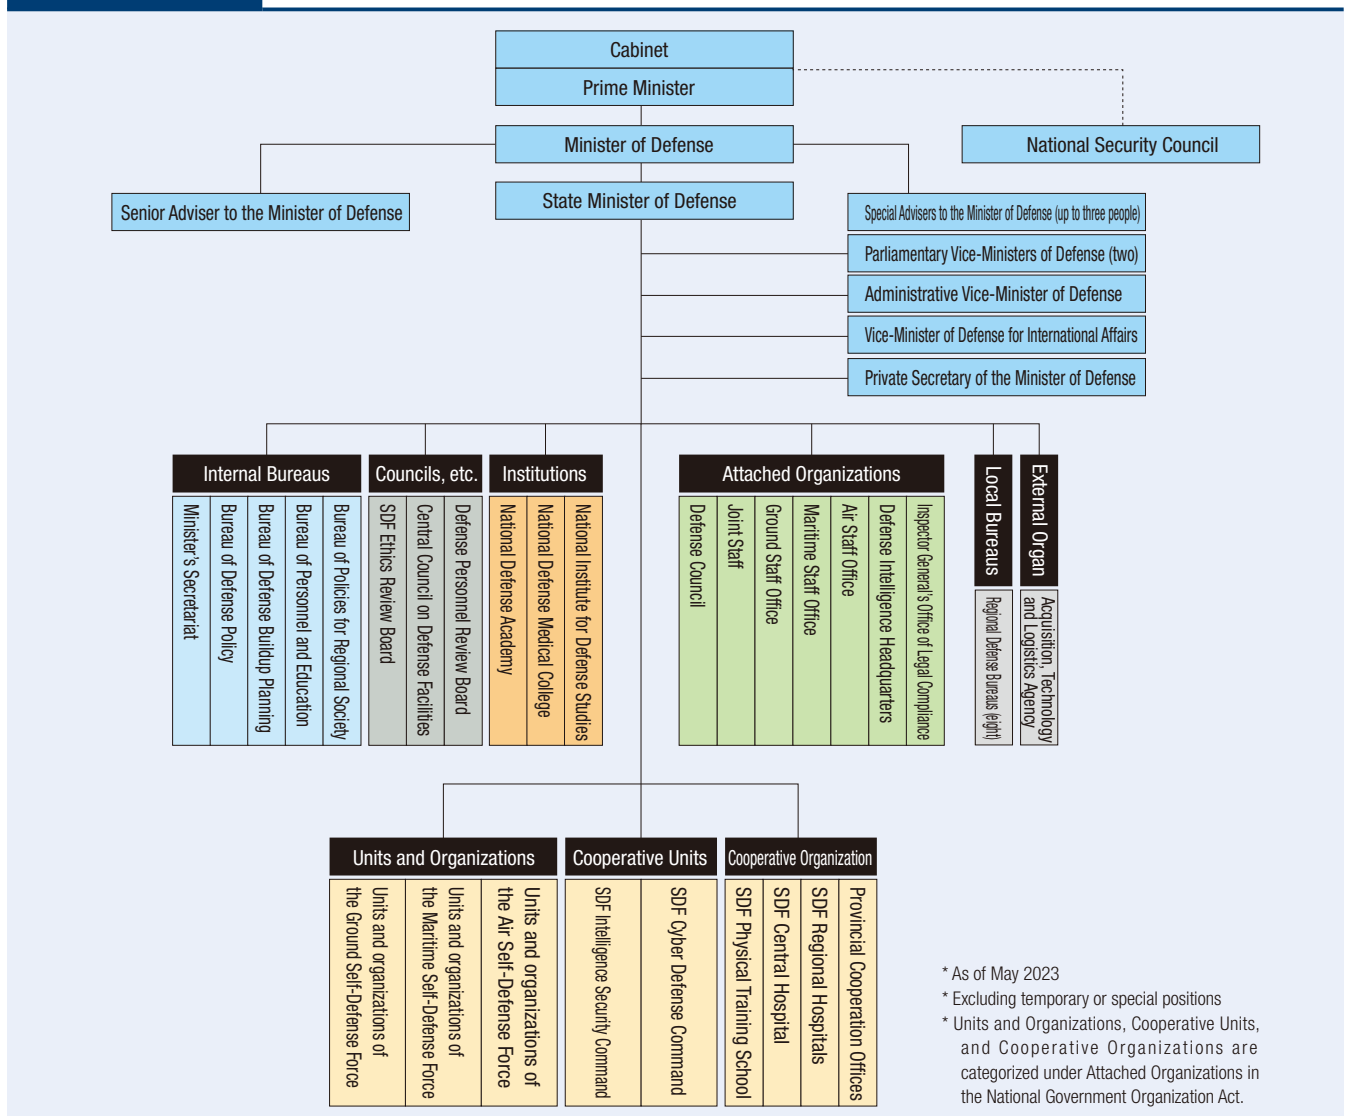 Cabinet
Prime Minister
Minister of Defense
National Security Council
Senior Adviser to the Minister of Defense
State Minister of Defense
Special Advisers to the Minister of Defense (up to three people)
Parliamentary Vice-Ministers of Defense (two)
Administrative Vice-Minister of Defense
Vice-Minister of Defense for International Affairs
Private Secretary of the Minister of Defense
Internal Bureaus
Minister's Secretariat
Bureau of Defense Policy
Bureau of Defense Buildup Planning
Bureau of Personnel and Education
Bureau of Policies for Regional Society
Councils, etc.
SDF Ethics Review Board
Central Council on Defense Facilities
Defense Personnel Review Board
Institutions
National Defense Academy
National Defense Medical College
National Institute for Defense Studies
Attached Organizations
Defense Council
Joint Staff
Ground Staff Office
Maritime Staff Office
Air Staff Office
Defense Intelligence Headquarters
Inspector General's Office of Legal Compliance
Local Bureaus
Regional Defense Bureaus (eight)
External Organ
Acquisition, Technology
and Logistics Agency
Units and Organizations
Units and organizations of
the Ground Self-Defense Force
Units and organizations of
the Maritime Self-Defense Force
Units and organizations of
the Air Self-Defense Force
Cooperative Units
SDF Intelligence Security Command
SDF Cyber Defense Command
Cooperative Organization
SDF Physical Training School
SDF Central Hospital
SDF Regional Hospitals
Provincial Cooperation Offices
* As of May 2023
* Excluding temporary or special positions
* Units and Organizations, Cooperative Units,
and Cooperative Organizations are
categorized under Attached Organizations in
the National Government Organization Act.